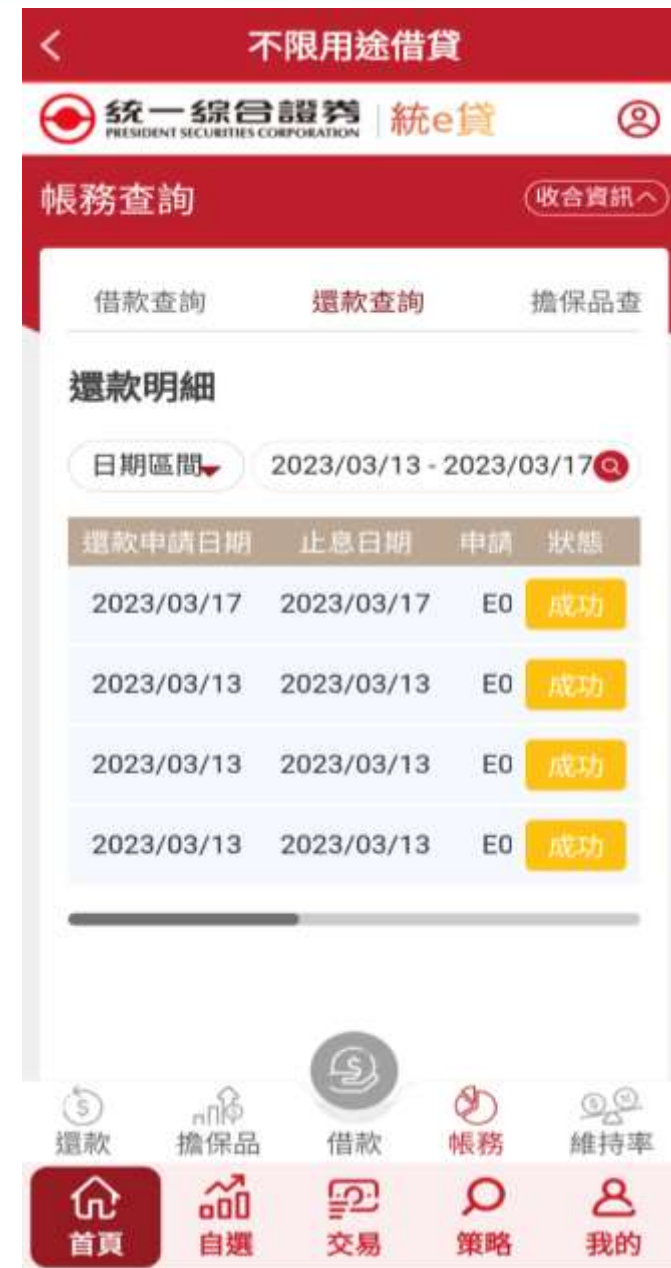 不限用途借貸
統一綜合證券 統e貸
PRESIDENT SECURITIES CORPORATION
帳務查詢 收合資訊
借款查詢 還款查詢 擔保品查
還款明細
日期區間 2023/03/13 - 2023/03/17
還款申請日期 止息日期 申請 狀態
2023/03/17 2023/03/17 E0 成功
2023/03/13 2023/03/13 E0 成功
2023/03/13 2023/03/13 E0 成功
2023/03/13 2023/03/13 E0 成功
還款 擔保品 借款 帳務 維持率
首頁 自選 交易 策略 我的